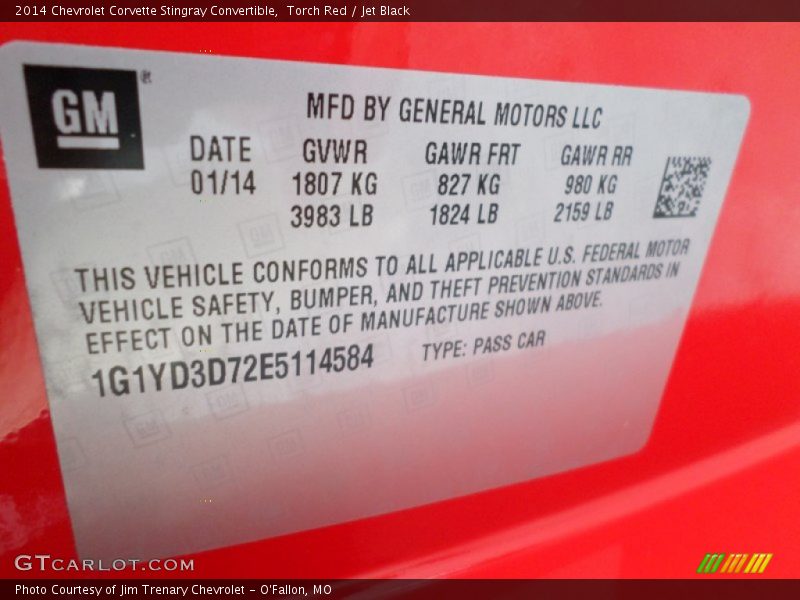 2014 Chevrolet Corvette Stingray Convertible,  Torch Red / Jet Black
GM ®
MFD BY GENERAL MOTORS LLC
DATE GVWR GAWR FRT GAWR RR
01/14 1807 KG 827 KG 980 KG
3983 LB 1824 LB 2159 LB
THIS VEHICLE CONFORMS TO ALL APPLICABLE U.S. FEDERAL MOTOR
VEHICLE SAFETY, BUMPER, AND THEFT PREVENTION STANDARDS IN
EFFECT ON THE DATE OF MANUFACTURE SHOWN ABOVE.
1G1YD3D72E5114584 TYPE: PASS CAR
GTCARLOT.COM
Photo Courtesy of Jim Trenary Chevrolet - O'Fallon, MO